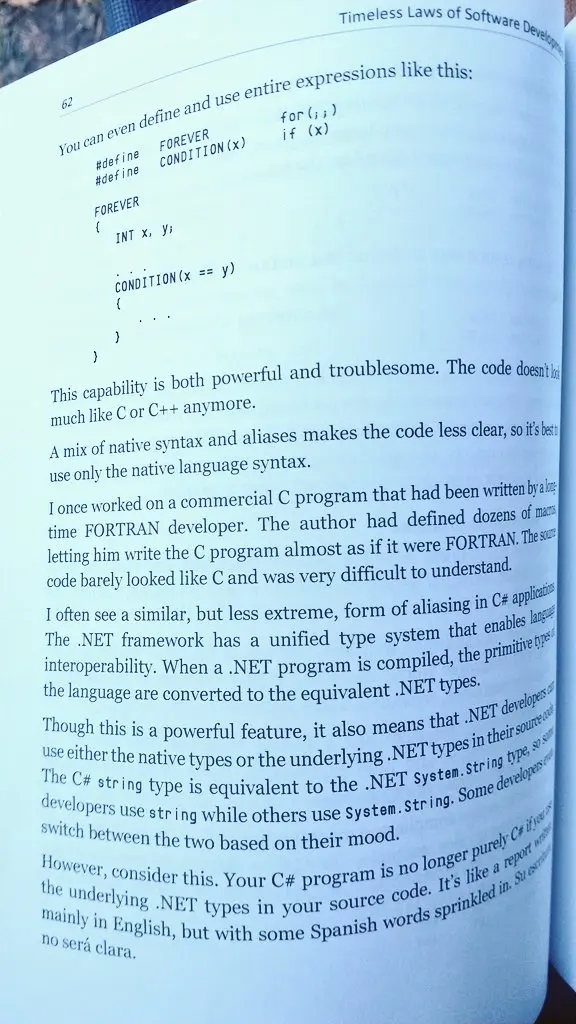 Timeless Laws of Software
62
You can even define and use entire expressions like this:
#define FOREVER for(;;)
#define CONDITION(x) if (x)
FOREVER
{
INT x, y;
. . .
CONDITION(x == y)
{
. . .
}
}
This capability is both powerful and troublesome. The code doesn't
much like C or C++ anymore.
A mix of native syntax and aliases makes the code less clear, so it's best
use only the native language syntax.
I once worked on a commercial C program that had been written by a long-
time FORTRAN developer. The author had defined dozens of macros
letting him write the C program almost as if it were FORTRAN. The source
code barely looked like C and was very difficult to understand.
I often see a similar, but less extreme, form of aliasing in C# applications.
The .NET framework has a unified type system that enables language
interoperability. When a .NET program is compiled, the primitive types
the language are converted to the equivalent .NET types.
Though this is a powerful feature, it also means that .NET developers can
use either the native types or the underlying .NET types in their source code.
The C# string type is equivalent to the .NET System.String type, so some
developers use string while others use System.String. Some developers
switch between the two based on their mood.
However, consider this. Your C# program is no longer purely C# if you use
the underlying .NET types in your source code. It's like a report written
mainly in English, but with some Spanish words sprinkled in. Su
no será clara.